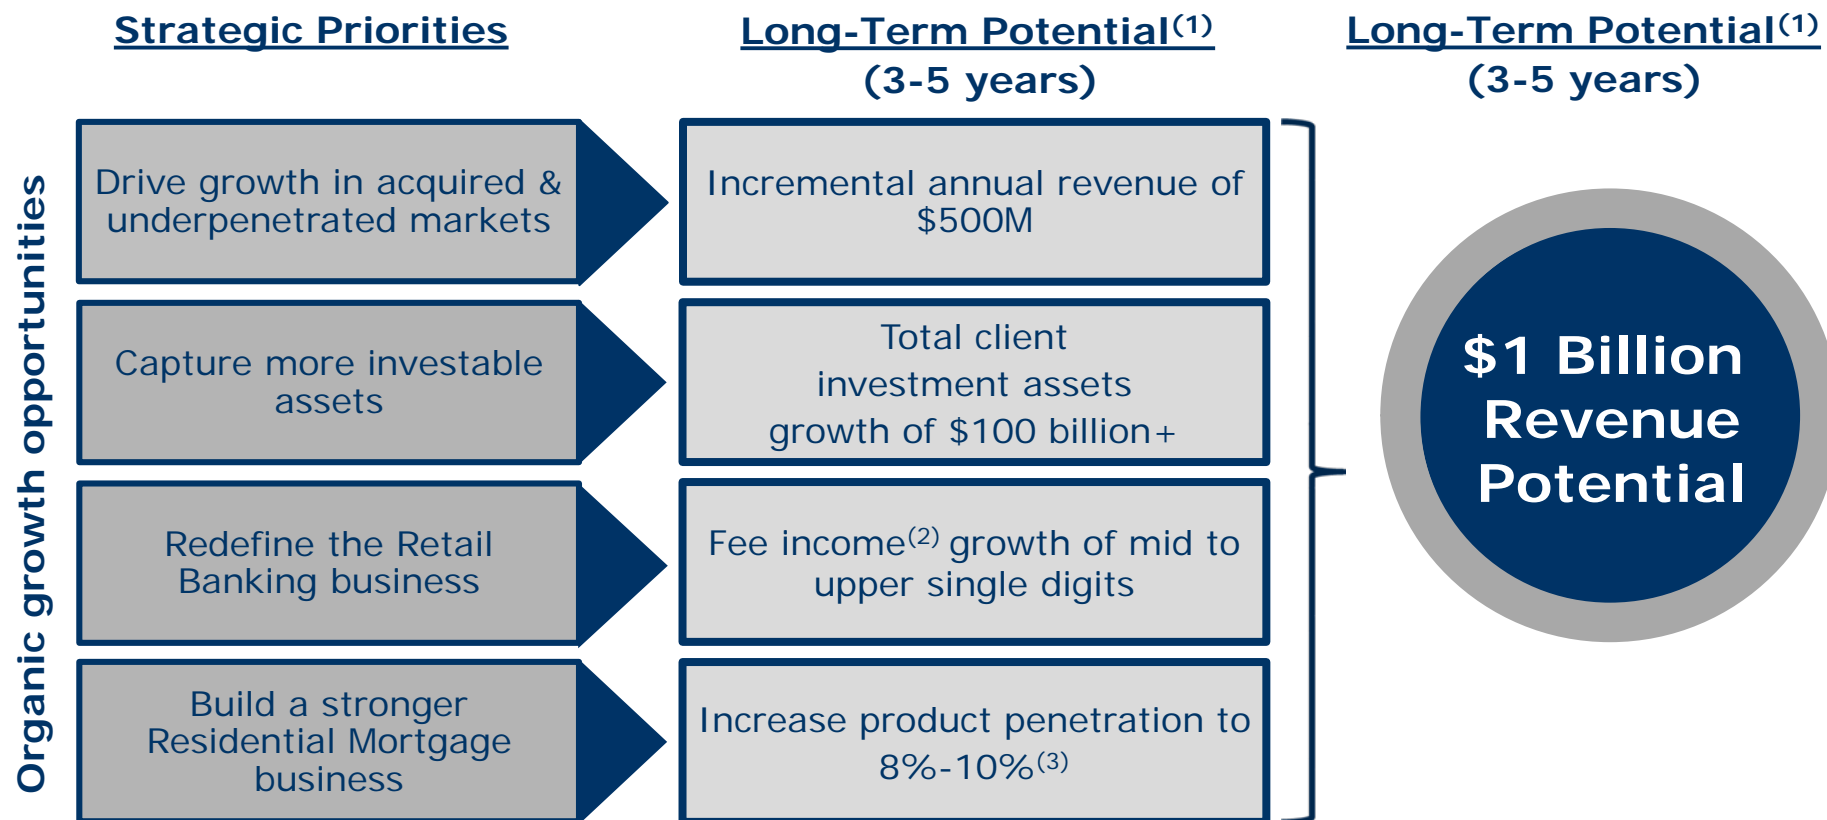 Strategic Priorities
Long-Term Potential(1)
(3-5 years)
Long-Term Potential(1)
(3-5 years)
Organic growth opportunities
Drive growth in acquired &
underpenetrated markets
Incremental annual revenue of
$500M
Capture more investable
assets
Total client
investment assets
growth of $100 billion+
Redefine the Retail
Banking business
Fee income(2) growth of mid to
upper single digits
Build a stronger
Residential Mortgage
business
Increase product penetration to
8%-10%(3)
$1 Billion
Revenue
Potential